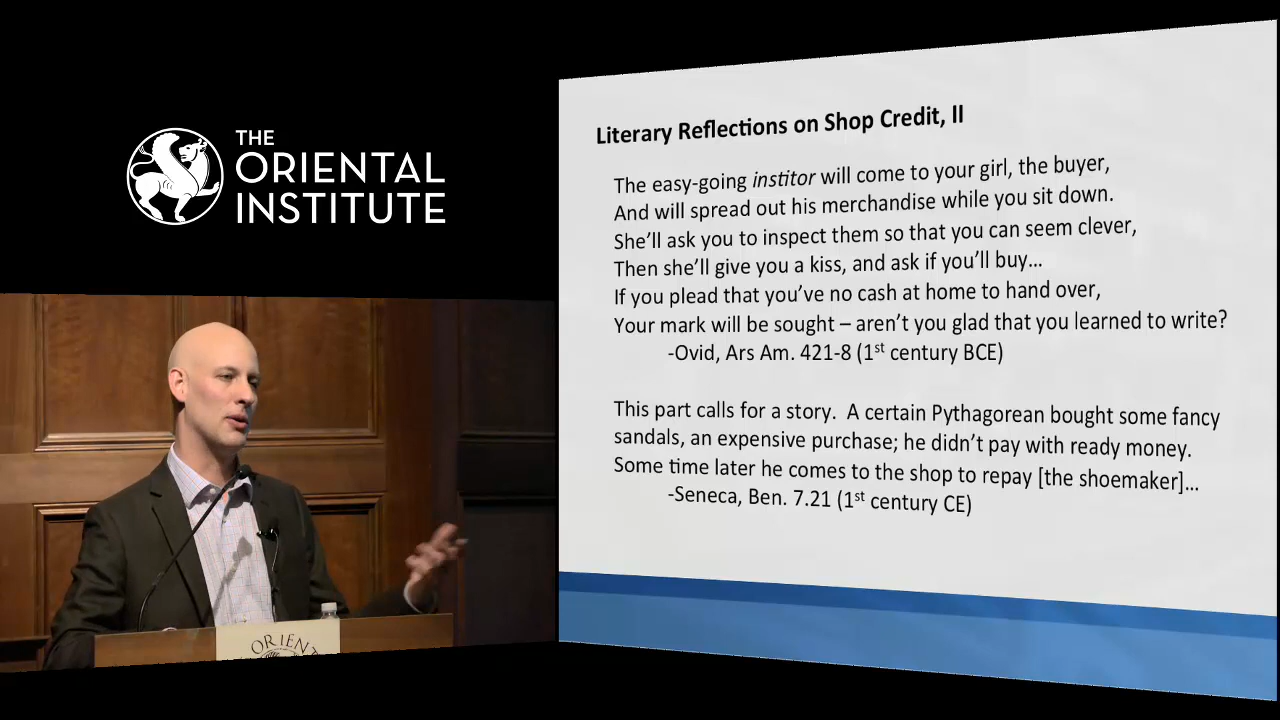 THE
ORIENTAL
INSTITUTE
Literary Reflections on Shop Credit, II
The easy-going institor will come to your girl, the buyer,
And will spread out his merchandise while you sit down.
She'll ask you to inspect them so that you can seem clever,
Then she'll give you a kiss, and ask if you'll buy…
If you plead that you've no cash at home to hand over,
Your mark will be sought – aren't you glad that you learned to write?
-Ovid, Ars Am. 421-8 (1st century BCE)
This part calls for a story. A certain Pythagorean bought some fancy
sandals, an expensive purchase; he didn't pay with ready money.
Some time later he comes to the shop to repay [the shoemaker]…
-Seneca, Ben. 7.21 (1st century CE)
ORIENT